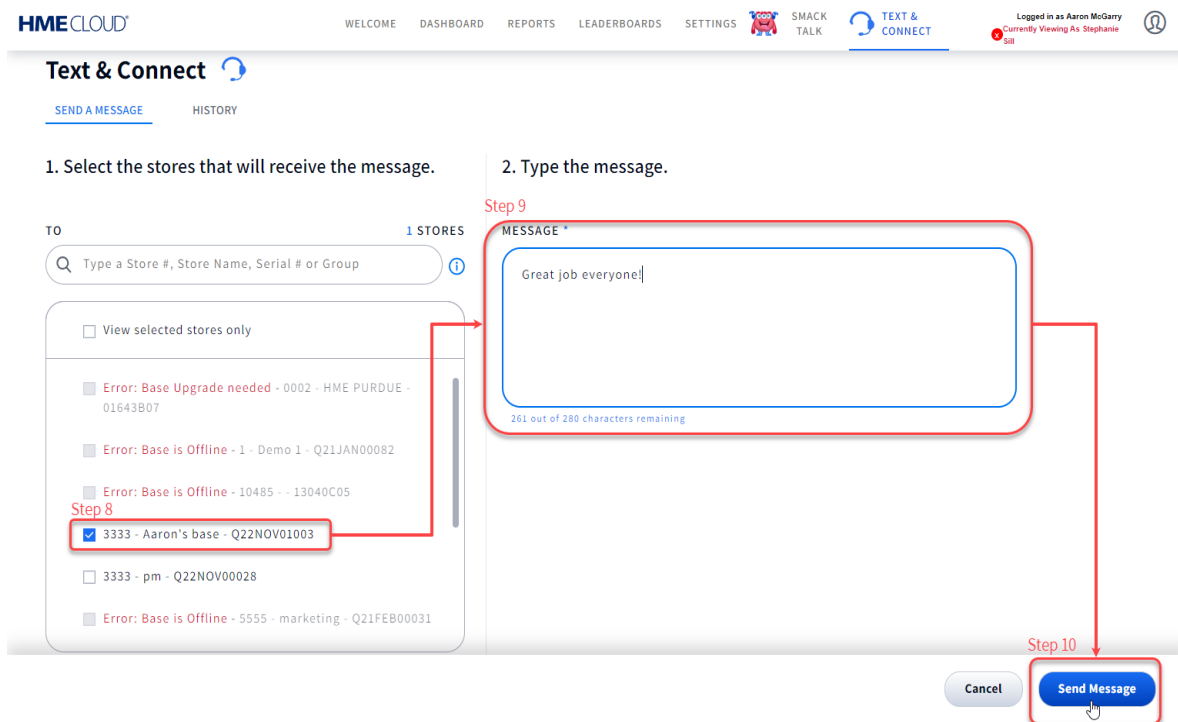 HME CLOUD®
WELCOME DASHBOARD REPORTS LEADERBOARDS SETTINGS SMACK TALK TEXT & CONNECT
Logged in as Aaron McGarry
x Currently Viewing As Stephanie
Sill
Text & Connect
SEND A MESSAGE HISTORY
1. Select the stores that will receive the message.
TO 1 STORES
Type a Store #, Store Name, Serial # or Group
View selected stores only
Error: Base Upgrade needed - 0002 - HME PURDUE -
01643B07
Error: Base is Offline - 1 - Demo 1 - Q21JAN00082
Error: Base is Offline - 10485 - - 13040C05
Step 8
3333 - Aaron's base - Q22NOV01003
3333 - pm - Q22NOV00028
Error: Base is Offline - 5555 - marketing - Q21FEB00031
2. Type the message.
Step 9
MESSAGE *
Great job everyone!
261 out of 280 characters remaining
Step 10
Cancel Send Message